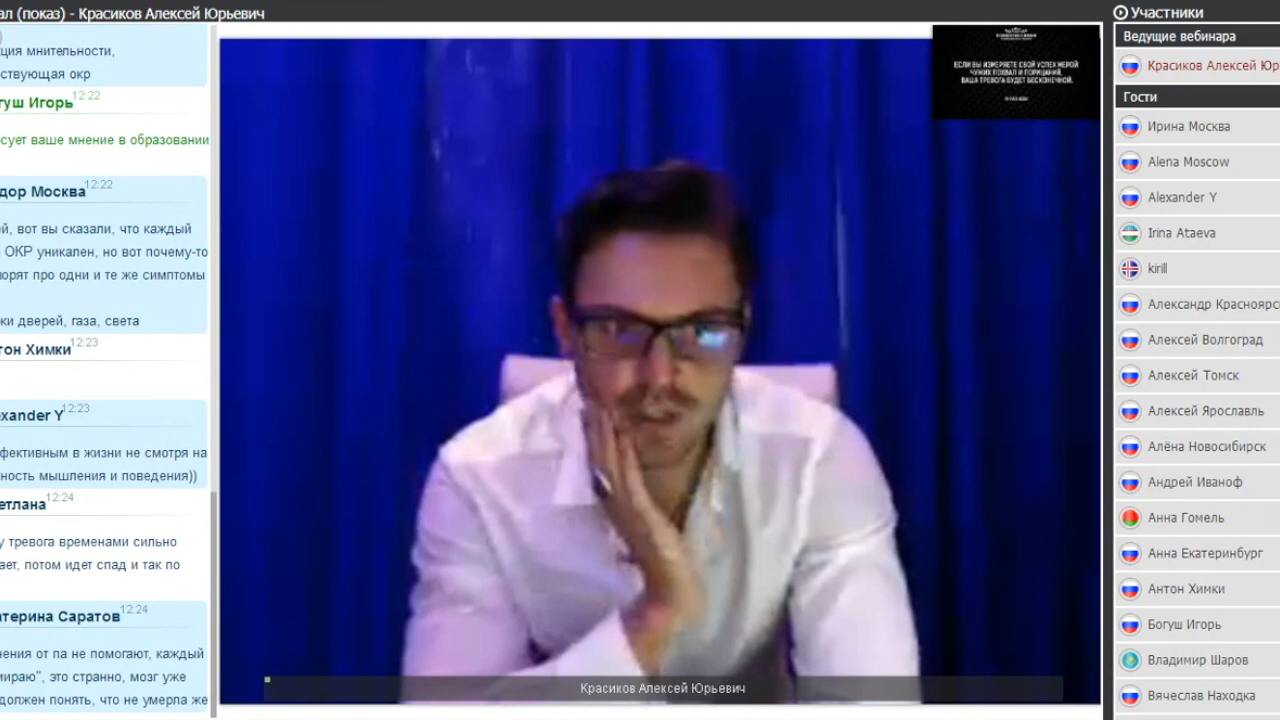 ал (показ) - Красиков Алексей Юрьевич
ция мнительности,
ствующая окр
гуш Игорь 12:22
сует ваше мнение в образовании
дор Москва 12:22
й, вот вы сказали, что каждый
ОКР уникален, но вот почему-то
орят про одни и те же симптомы
ки дверей, газа, света
тон Химки 12:23
xander Y 12:23
фективным в жизни не смотря на
ность мышления и поведения))
етлана 12:24
у тревога временами сильно
ает, потом идет спад и так по
атерина Саратов 12:24
нения от па не помогают, каждый
мираю", это странно, мозг уже
должен понять, что не умерла же
ЕСЛИ ВЫ ИЗМЕРЯЕТЕ СВОЙ УСПЕХ МЕРОЙ
ЧУЖИХ ПОХВАЛ И ПОРИЦАНИЙ,
ВАША ТРЕВОГА БУДЕТ БЕСКОНЕЧНОЙ.
Красиков Алексей Юрьевич
Участники
Ведущие вебинара
Красиков Алексей Юр
Гости
Ирина Москва
Alena Moscow
Alexander Y
Irina Ataeva
kirill
Александр Краснояро
Алексей Волгоград
Алексей Томск
Алексей Ярославль
Алёна Новосибирск
Андрей Иваноф
Анна Гомель
Анна Екатеринбург
Антон Химки
Богуш Игорь
Владимир Шаров
Вячеслав Находка